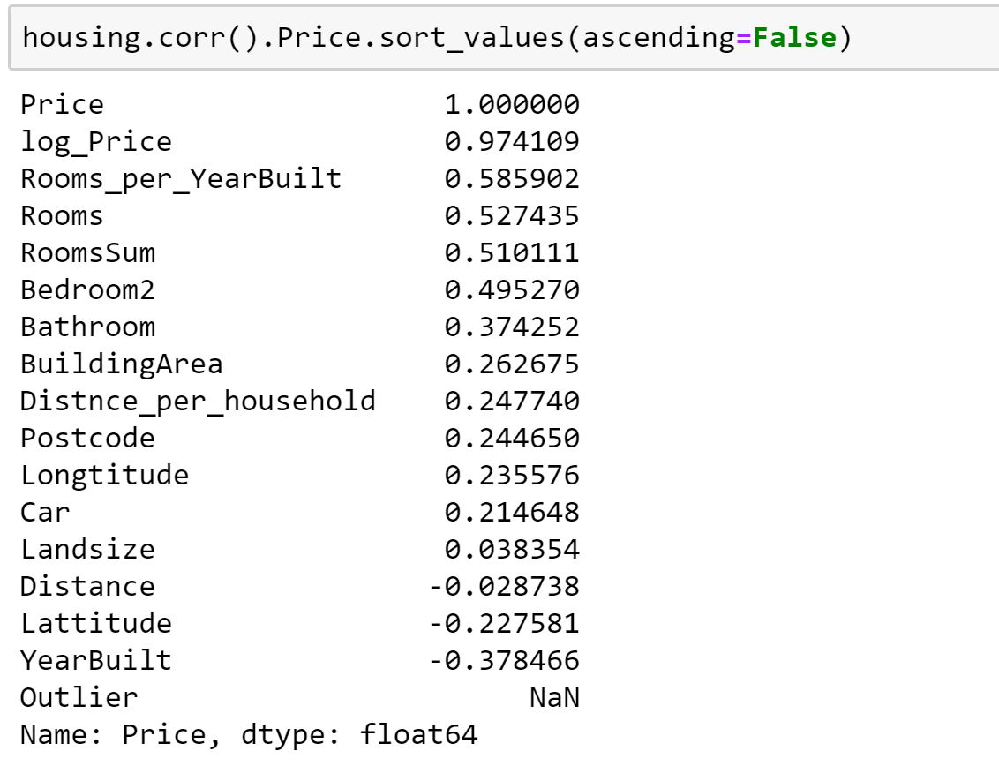 housing.corr().Price.sort_values(ascending=False)
Price 1.000000
log_Price 0.974109
Rooms_per_YearBuilt 0.585902
Rooms 0.527435
RoomsSum 0.510111
Bedroom2 0.495270
Bathroom 0.374252
BuildingArea 0.262675
Distnce_per_household 0.247740
Postcode 0.244650
Longtitude 0.235576
Car 0.214648
Landsize 0.038354
Distance -0.028738
Lattitude -0.227581
YearBuilt -0.378466
Outlier NaN
Name: Price, dtype: float64